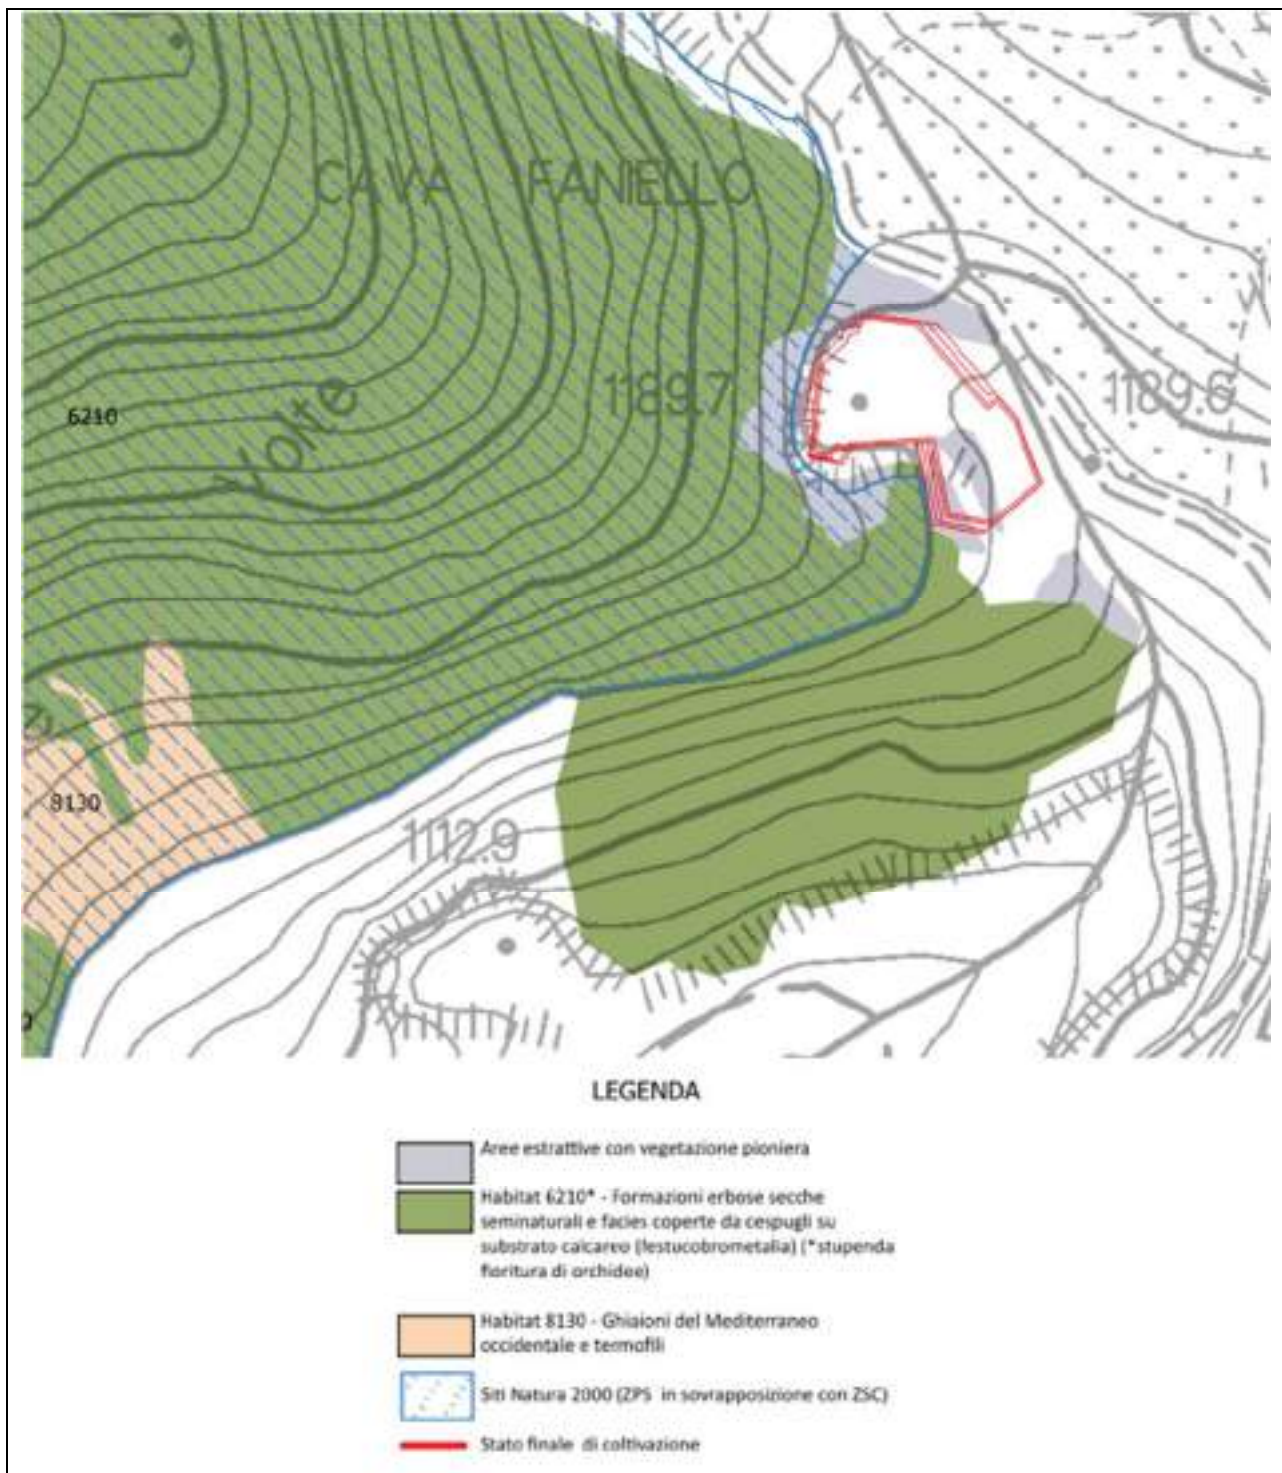 CAVA FANIELLO
1189.7
1189.6
6210
Volte
8130
1112.9
LEGENDA
Aree estrattive con vegetazione pioniera
Habitat 6210* - Formazioni erbose secche
seminaturali e facies coperte da cespugli su
substrato calcareo (festucobrometalia) (*stupenda
fioritura di orchidee)
Habitat 8130 - Ghiaioni del Mediterraneo
occidentale e termofili
Siti Natura 2000 (ZPS in sovrapposizione con ZSC)
Stato finale di coltivazione